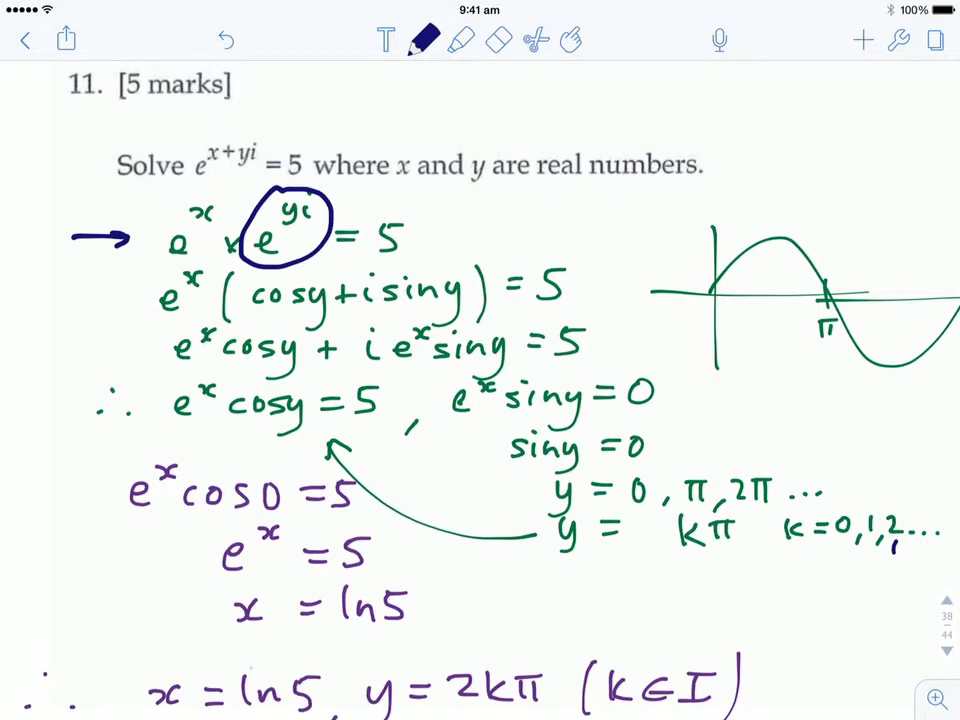 9:41 am
100%
T
11. [5 marks]
Solve e^{x+yi} = 5 where x and y are real numbers.
e^x × e^{yi} = 5
e^x (cosy + i siny) = 5
e^x cosy + i e^x siny = 5
π
∴ e^x cosy = 5 , e^x siny = 0
siny = 0
y = 0, π, 2π ...
y = kπ k = 0, 1, 2, ...
e^x cos0 = 5
e^x = 5
x = ln5
∴ x = ln5, y = 2kπ (k ∈ I)
38
44